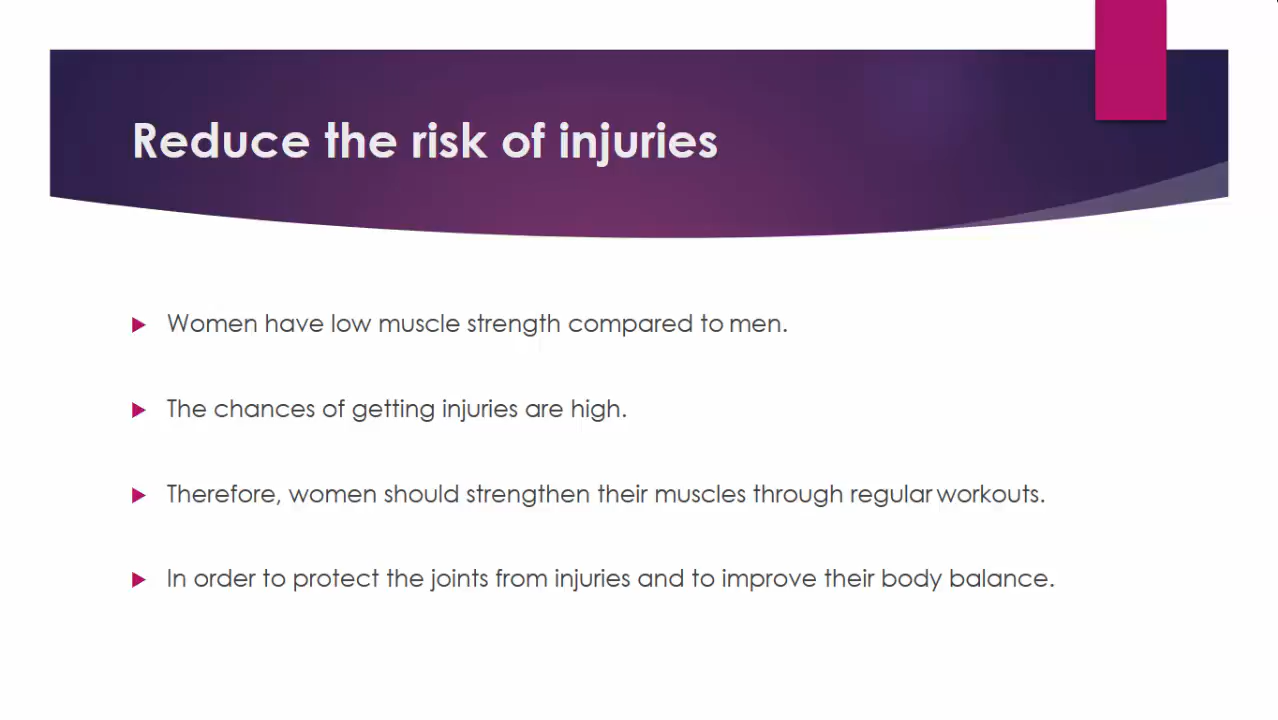 Reduce the risk of injuries
Women have low muscle strength compared to men.
The chances of getting injuries are high.
Therefore, women should strengthen their muscles through regular workouts.
In order to protect the joints from injuries and to improve their body balance.